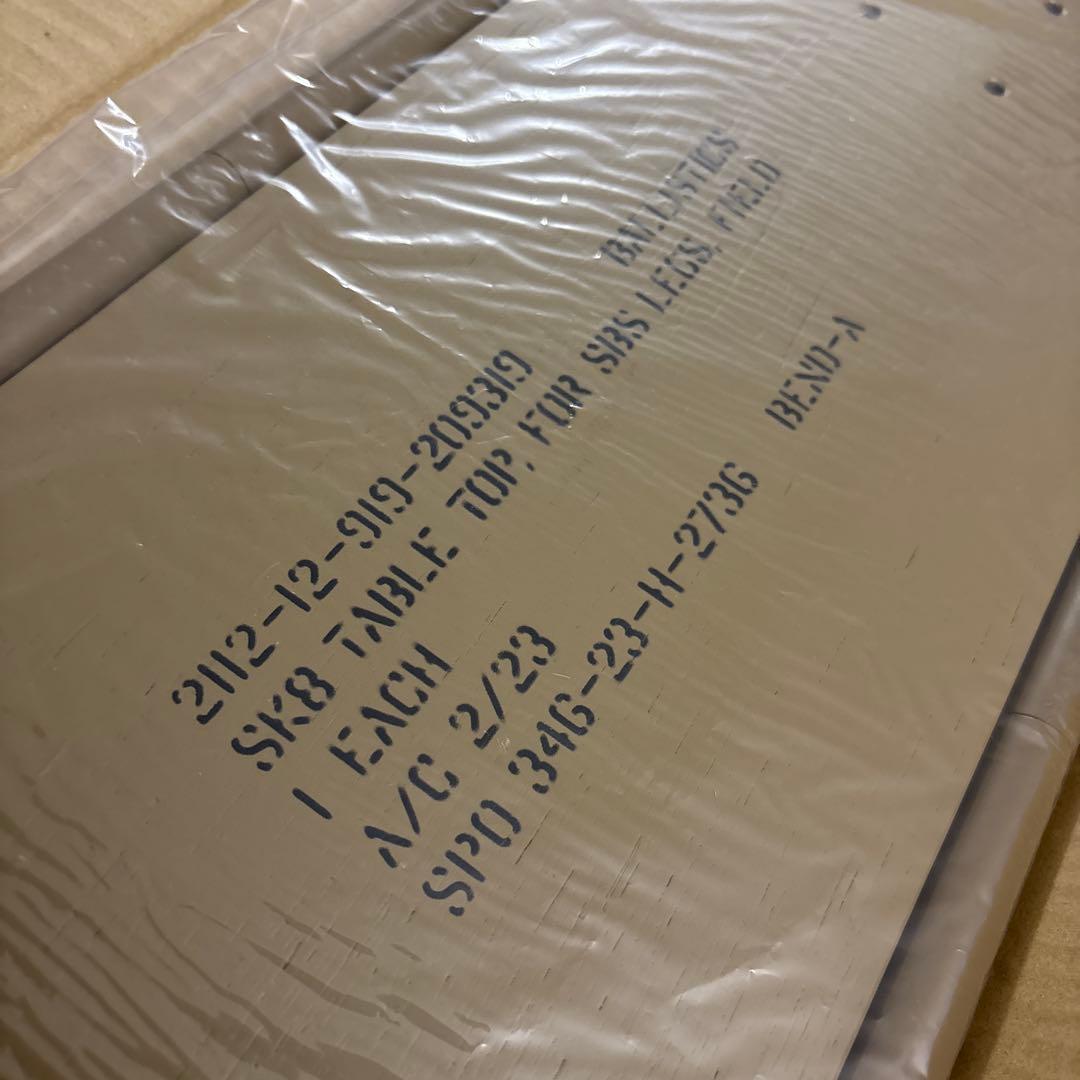 BALLISTICS
2112-12-919-209319
SK8 TABLE TOP, FOR SBS LEGS, FIELD
1 EACH
A/C 2/23
SPO 346-23-H-2736
BEND-A